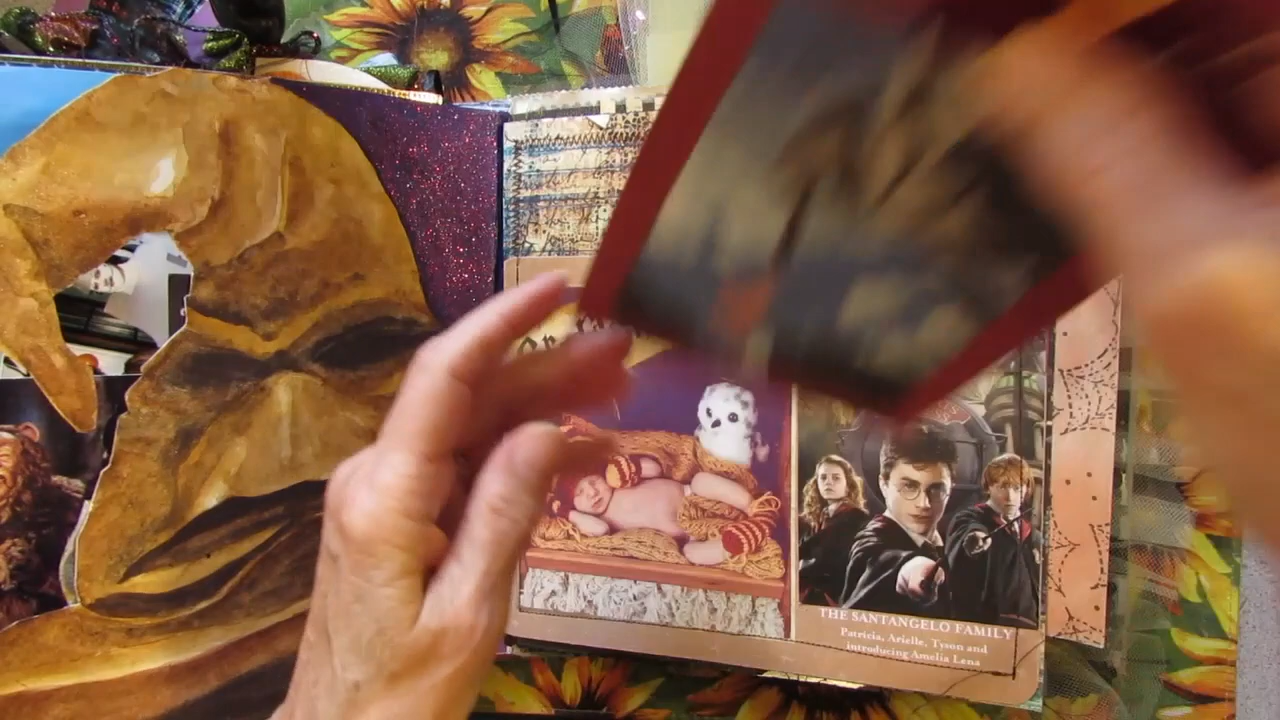 THE SANTANGELO FAMILY
Patricia, Arielle, Tyson and
introducing Amelia Lena